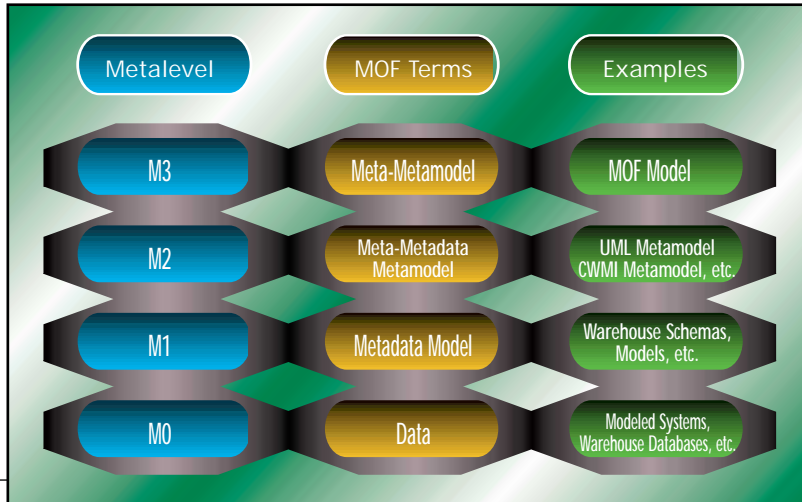 Metalevel
MOF Terms
Examples
M3
Meta-Metamodel
MOF Model
M2
Meta-Metadata
Metamodel
UML Metamodel
CWMI Metamodel, etc.
M1
Metadata Model
Warehouse Schemas,
Models, etc.
M0
Data
Modeled Systems,
Warehouse Databases, etc.